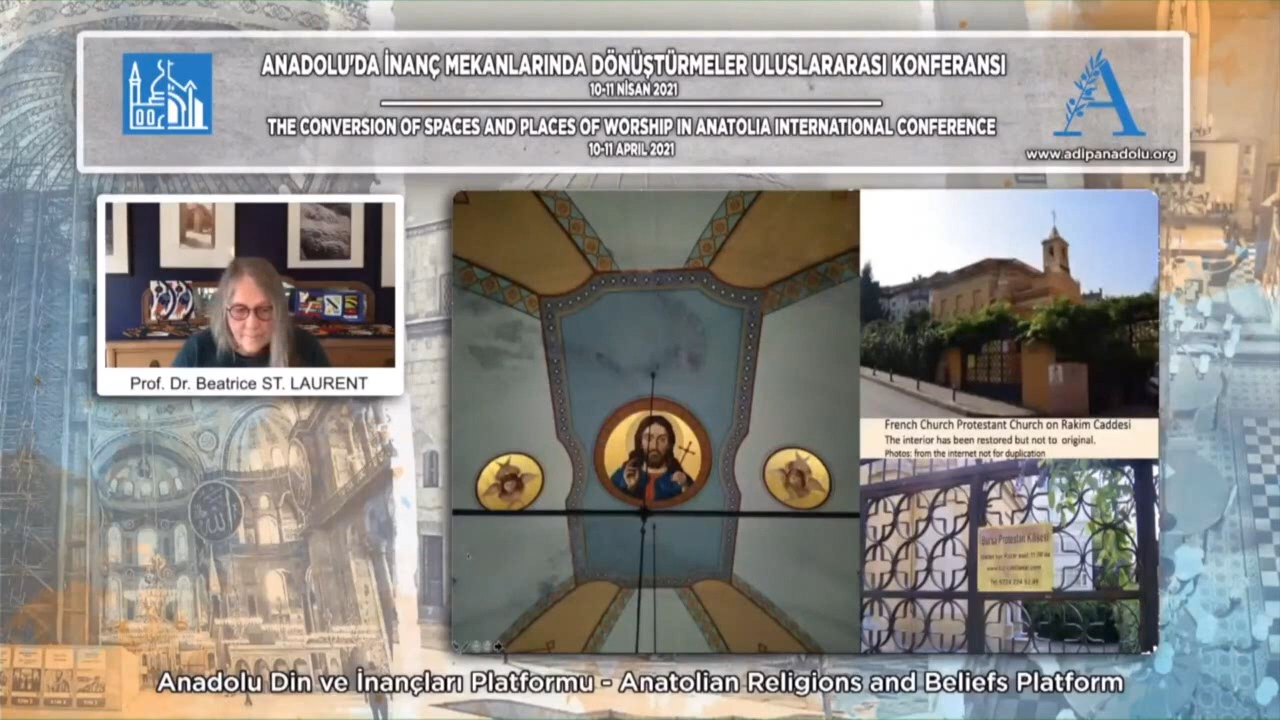 ANADOLU'DA İNANÇ MEKANLARINDA DÖNÜŞTÜRMELER ULUSLARARASI KONFERANSI
10-11 NİSAN 2021
THE CONVERSION OF SPACES AND PLACES OF WORSHIP IN ANATOLIA INTERNATIONAL CONFERENCE
10-11 APRIL 2021
www.adipanadolu.org
Prof. Dr. Beatrice ST. LAURENT
French Church Protestant Church on Rakim Caddesi
The interior has been restored but not to original.
Photos: from the internet not for duplication
Bursa Protestan Kilisesi
Anadolu Din ve İnançları Platformu - Anatolian Religions and Beliefs Platform